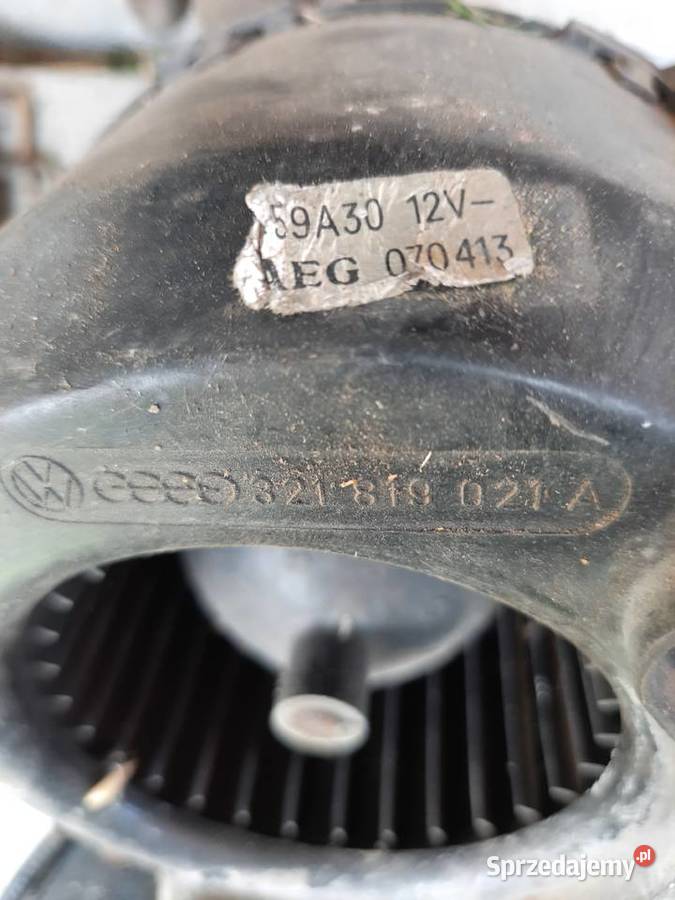 59A30 12V-
AEG 070413
321 819 021 A
Sprzedajemy.pl